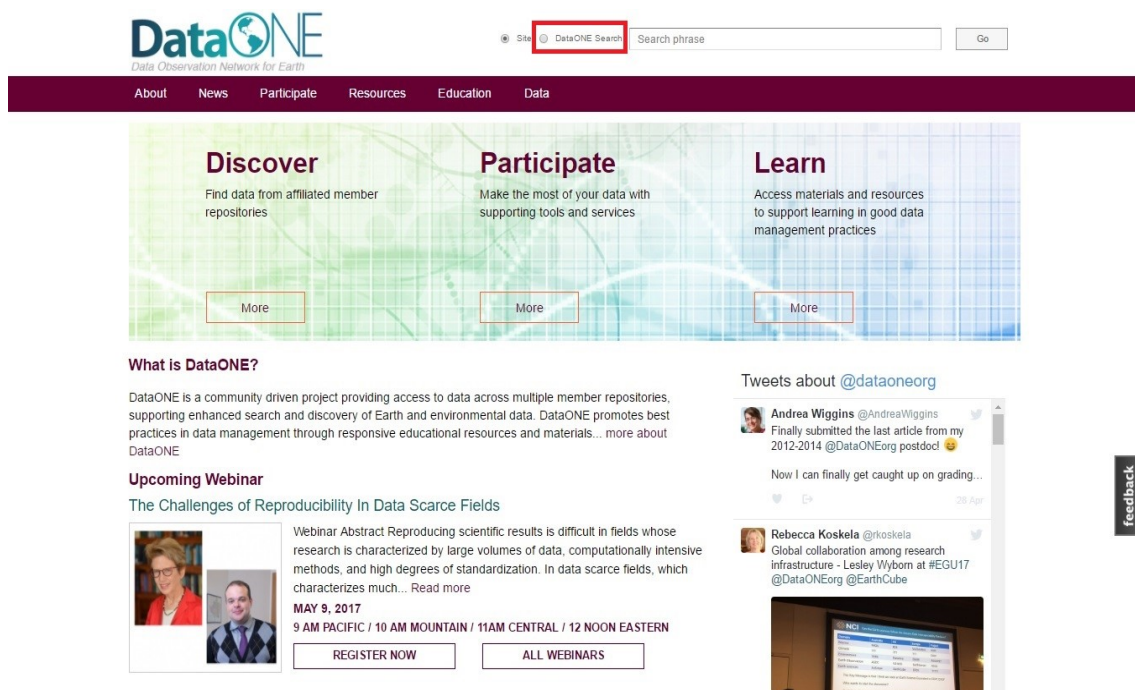 DataONE
Data Observation Network for Earth
Site
DataONE Search
Search phrase
Go
About
News
Participate
Resources
Education
Data
Discover
Find data from affiliated member
repositories
More
Participate
Make the most of your data with
supporting tools and services
More
Learn
Access materials and resources
to support learning in good data
management practices
More
What is DataONE?
DataONE is a community driven project providing access to data across multiple member repositories,
supporting enhanced search and discovery of Earth and environmental data. DataONE promotes best
practices in data management through responsive educational resources and materials... more about
DataONE
Upcoming Webinar
The Challenges of Reproducibility In Data Scarce Fields
Webinar Abstract Reproducing scientific results is difficult in fields whose
research is characterized by large volumes of data, computationally intensive
methods, and high degrees of standardization. In data scarce fields, which
characterizes much... Read more
MAY 9, 2017
9 AM PACIFIC / 10 AM MOUNTAIN / 11AM CENTRAL / 12 NOON EASTERN
REGISTER NOW
ALL WEBINARS
Tweets about @dataoneorg
Andrea Wiggins @AndreaWiggins
Finally submitted the last article from my
2012-2014 @DataONEorg postdoc! 😄
Now I can finally get caught up on grading...
28 Apr
Rebecca Koskela @rkoskela
Global collaboration among research
infrastructure - Lesley Wyborn at #EGU17
@DataONEorg @EarthCube
NCI
feedback